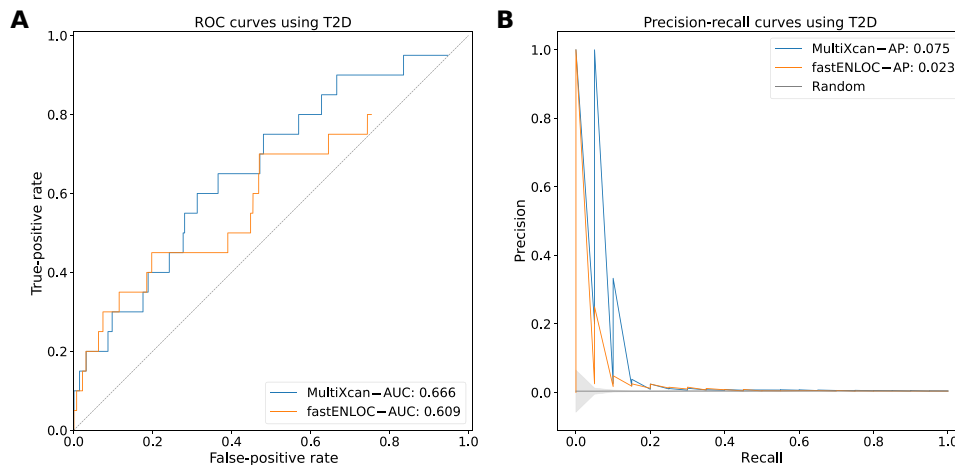 A
ROC curves using T2D
1.0
0.8
0.6
0.4
0.2
0.0
True-positive rate
MultiXcan−AUC: 0.666
fastENLOC−AUC: 0.609
0.0 0.2 0.4 0.6 0.8 1.0
False-positive rate
B
Precision-recall curves using T2D
1.0
0.8
0.6
0.4
0.2
0.0
Precision
MultiXcan−AP: 0.075
fastENLOC−AP: 0.023
Random
0.0 0.2 0.4 0.6 0.8 1.0
Recall